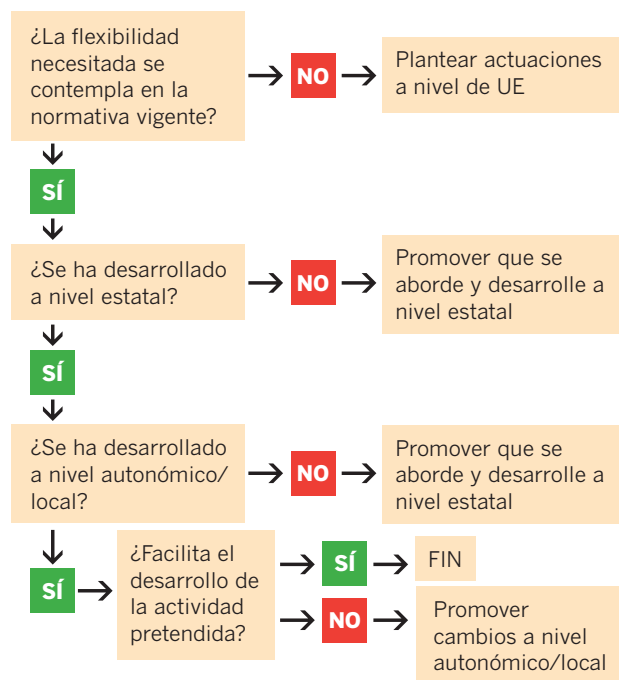 ¿La flexibilidad
necesitada se
contempla en la
normativa vigente?
NO
Plantear actuaciones
a nivel de UE
SÍ
¿Se ha desarrollado
a nivel estatal?
NO
Promover que se
aborde y desarrolle a
nivel estatal
SÍ
¿Se ha desarrollado
a nivel autonómico/
local?
NO
Promover que se
aborde y desarrolle a
nivel estatal
SÍ
¿Facilita el
desarrollo de
la actividad
pretendida?
SÍ
FIN
NO
Promover
cambios a nivel
autonómico/local